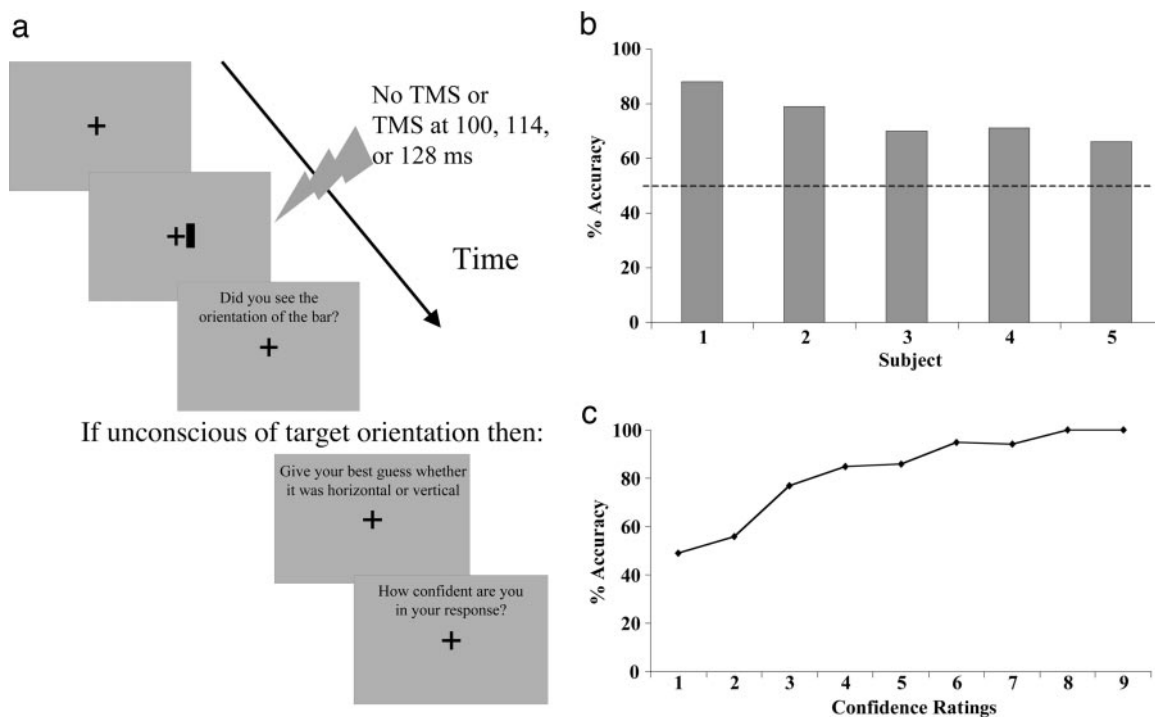 a
No TMS or
TMS at 100, 114,
or 128 ms
Time
Did you see the
orientation of the bar?
If unconscious of target orientation then:
Give your best guess whether
it was horizontal or vertical
How confident are you
in your response?
b
% Accuracy
100
80
60
40
20
0
1 2 3 4 5
Subject
c
% Accuracy
100
80
60
40
20
0
1 2 3 4 5 6 7 8 9
Confidence Ratings